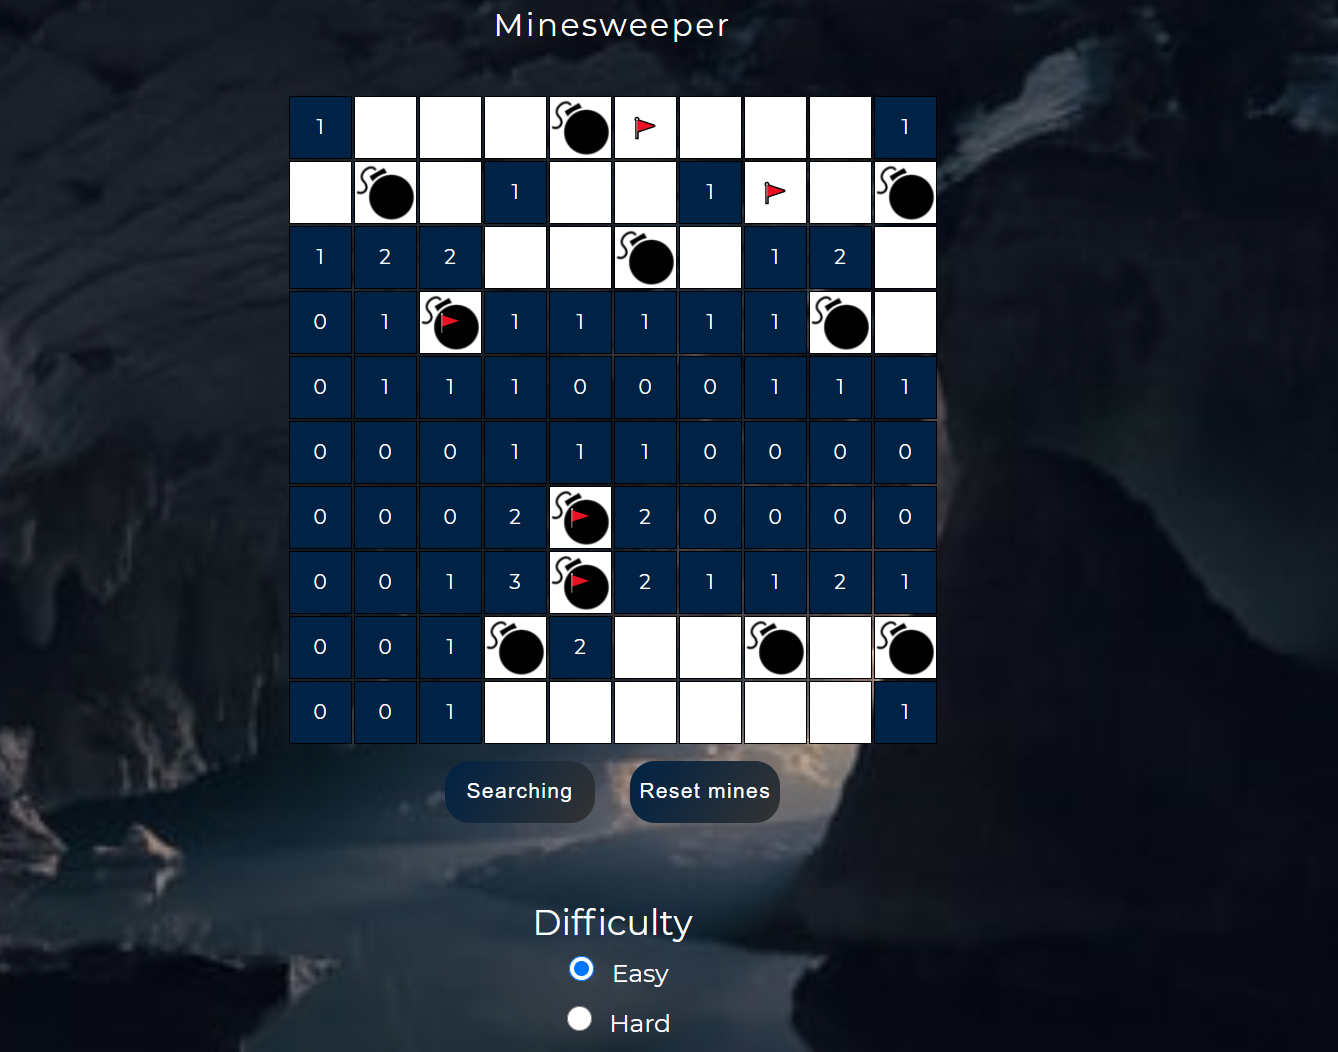 Minesweeper
1 1
1 1
1 2 2 1 2
0 1 1 1 1 1 1
0 1 1 1 0 0 0 1 1 1
0 0 0 1 1 1 0 0 0 0
0 0 0 2 2 0 0 0 0
0 0 1 3 2 1 1 2 1
0 0 1 2
0 0 1 1
Searching Reset mines
Difficulty
Easy
Hard